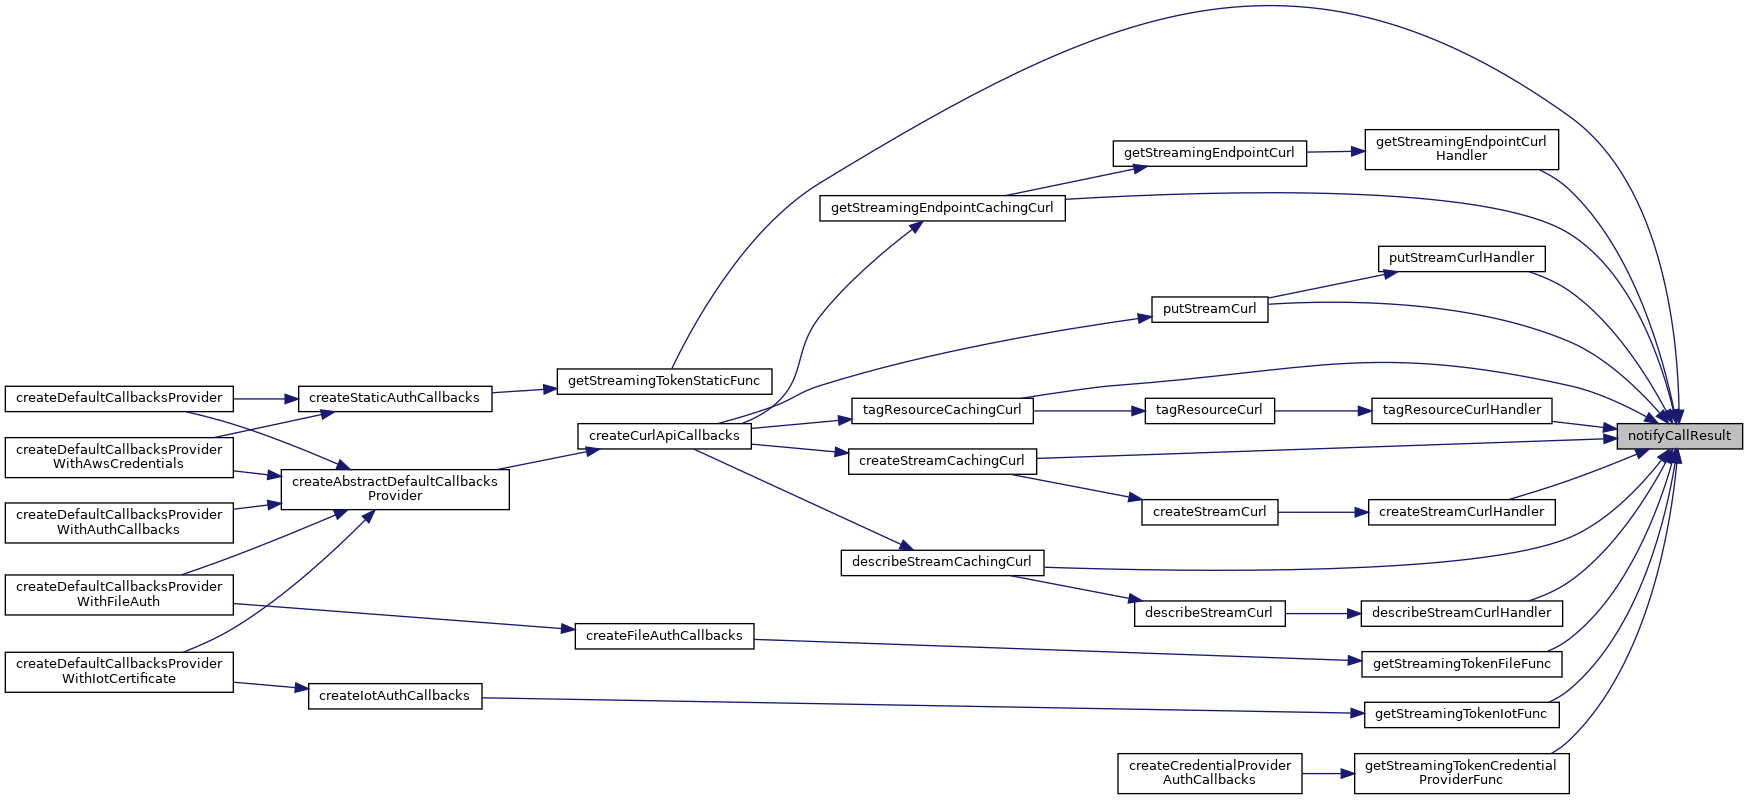 getStreamingEndpointCurl
Handler
getStreamingEndpointCurl
getStreamingEndpointCachingCurl
putStreamCurlHandler
putStreamCurl
getStreamingTokenStaticFunc
createDefaultCallbacksProvider
createStaticAuthCallbacks
tagResourceCachingCurl
tagResourceCurl
tagResourceCurlHandler
createCurlApiCallbacks
notifyCallResult
createDefaultCallbacksProvider
WithAwsCredentials
createStreamCachingCurl
createAbstractDefaultCallbacks
Provider
createDefaultCallbacksProvider
WithAuthCallbacks
createStreamCurl
createStreamCurlHandler
describeStreamCachingCurl
createDefaultCallbacksProvider
WithFileAuth
describeStreamCurl
describeStreamCurlHandler
createFileAuthCallbacks
getStreamingTokenFileFunc
createDefaultCallbacksProvider
WithIotCertificate
createIotAuthCallbacks
getStreamingTokenIotFunc
createCredentialProvider
AuthCallbacks
getStreamingTokenCredential
ProviderFunc